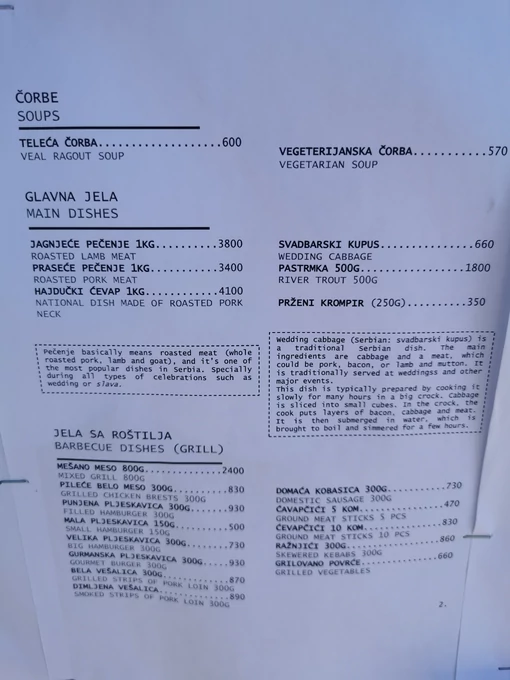 ČORBE
SOUPS
TELEĆA ČORBA...................600
VEAL RAGOUT SOUP
VEGETERIJANSKA ČORBA...........570
VEGETARIAN SOUP
GLAVNA JELA
MAIN DISHES
JAGNJEĆE PEČENJE 1KG..........3800
ROASTED LAMB MEAT
PRASEĆE PEČENJE 1KG...........3400
ROASTED PORK MEAT
HAJDUČKI ĆEVAP 1KG............4100
NATIONAL DISH MADE OF ROASTED PORK
NECK
SVADBARSKI KUPUS...............660
WEDDING CABBAGE
PASTRMKA 500G.................1800
RIVER TROUT 500G
PRŽENI KROMPIR (250G)..........350
Pečenje basically means roasted meat (whole
roasted pork, lamb or goat), and it's one of
the most popular dishes in Serbia. Specially
during all types of celebrations such as
wedding or slava.
Wedding cabbage (Serbian: svadbarski kupus) is
a traditional Serbian dish. The main
ingredients are cabbage and a meat, which
could be pork, bacon, or lamb and mutton. It
is traditionally served at weddingss and other
major events.
This dish is typically prepared by cooking it
slowly for many hours in a big crock. Cabbage
is sliced into small cubes. In the crock, the
cook puts layers of bacon, cabbage and meat.
It is then submerged in water, which is
brought to boil and simmered for a few hours.
JELA SA ROŠTILJA
BARBECUE DISHES (GRILL)
MEŠANO MESO 800G..............2400
MIXED GRILL 800G
PILEĆE BELO MESO 300G..........830
GRILLED CHICKEN BRESTS 300G
PUNJENA PLJESKAVICA 300G.......930
FILLED HAMBURGER 300G
MALA PLJESKAVICA 150G..........500
SMALL HAMBURGER 150G
VELIKA PLJESKAVICA 300G........730
BIG HAMBURGER 300G
GURMANSKA PLJESKAVICA 300G.....930
GOURMET BURGER 300G
BELA VEŠALICA 300G.............870
GRILLED STRIPS OF PORK LOIN 300G
DIMLJENA VEŠALICA..............890
SMOKED STRIPS OF PORK LOIN 300G
DOMAĆA KOBASICA 300G...........730
DOMESTIC SAUSAGE 300G
ĆAVAPČIĆI 5 KOM................470
GROUND MEAT STICKS 5 PCS
ĆEVAPČIĆI 10 KOM...............830
GROUND MEAT STICKS 10 PCS
RAŽNJIĆI 300G..................860
SKEWERED KEBABS 300G
GRILOVANO POVRĆE...............660
GRILLED VEGETABLES
2.